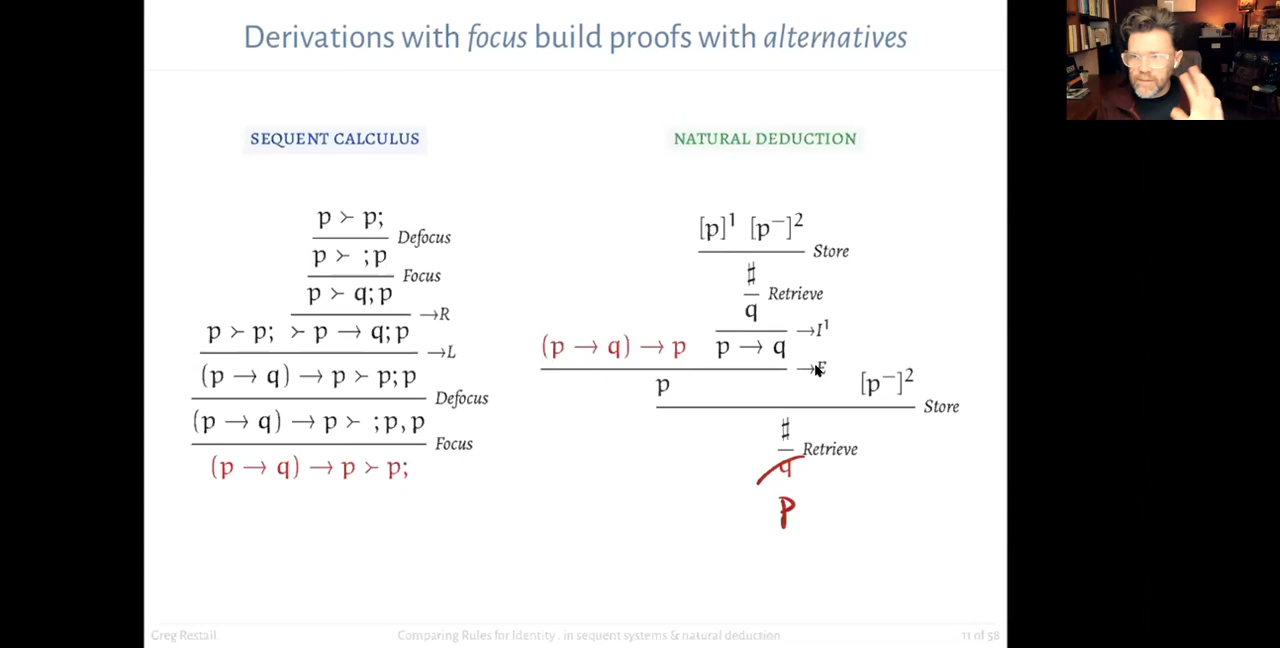 Derivations with focus build proofs with alternatives
SEQUENT CALCULUS
p ≻ p;
Defocus
p ≻ ;p
Focus
p ≻ q;p
→R
p ≻ p; ≻ p → q;p
→L
(p → q) → p ≻ p;p
Defocus
(p → q) → p ≻ ;p,p
Focus
(p → q) → p ≻ p;
NATURAL DEDUCTION
[p]¹ [p⁻]²
Store
♯
Retrieve
q
→I¹
(p → q) → p p → q
→E
p [p⁻]²
Store
♯
Retrieve
q
p
Creg Restall Comparing Rules for Identity . in sequent systems & natural deduction 11 of 58